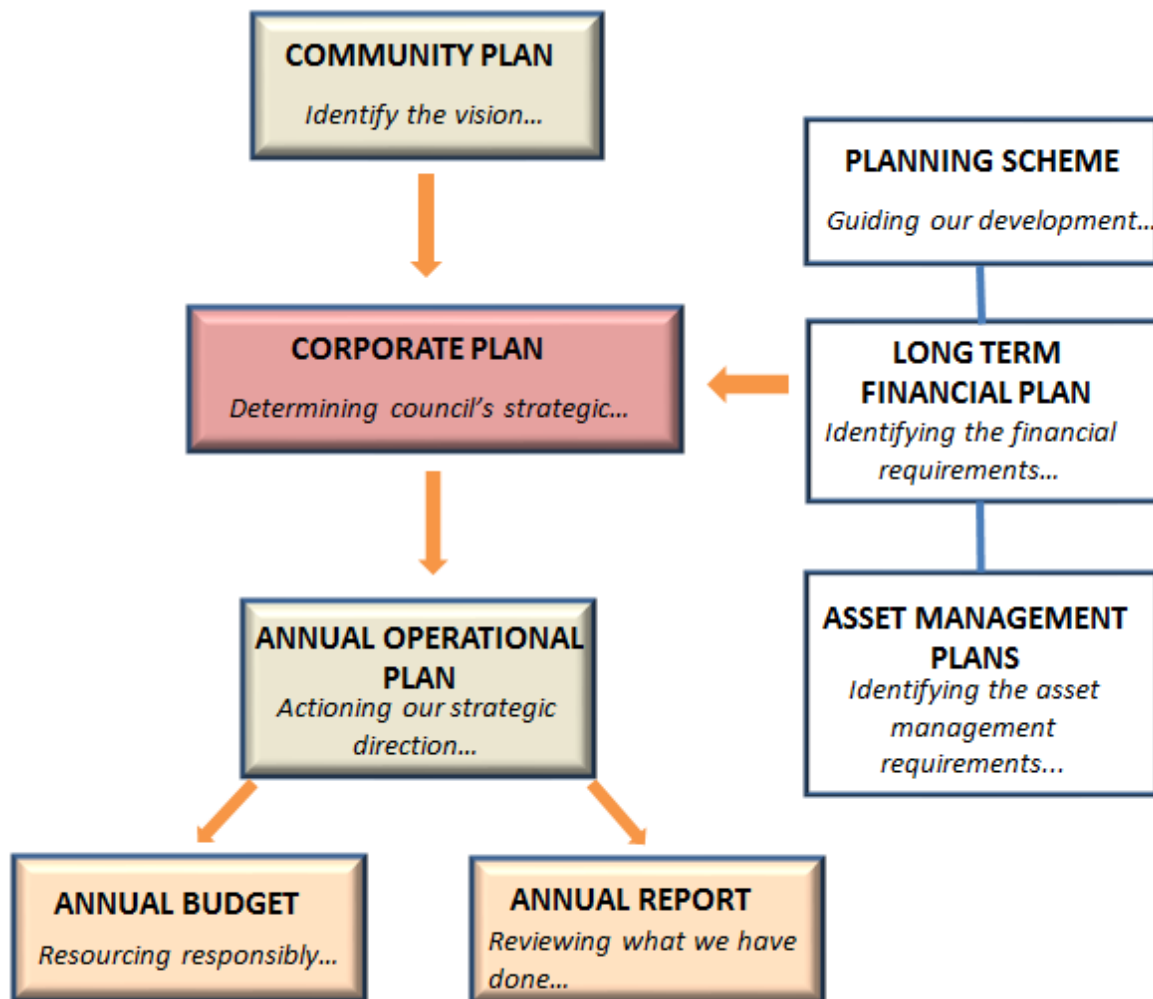 COMMUNITY PLAN
Identify the vision…
PLANNING SCHEME
Guiding our development…
CORPORATE PLAN
Determining council’s strategic…
LONG TERM
FINANCIAL PLAN
Identifying the financial
requirements…
ANNUAL OPERATIONAL
PLAN
Actioning our strategic
direction…
ASSET MANAGEMENT
PLANS
Identifying the asset
management
requirements...
ANNUAL BUDGET
Resourcing responsibly…
ANNUAL REPORT
Reviewing what we have
done…